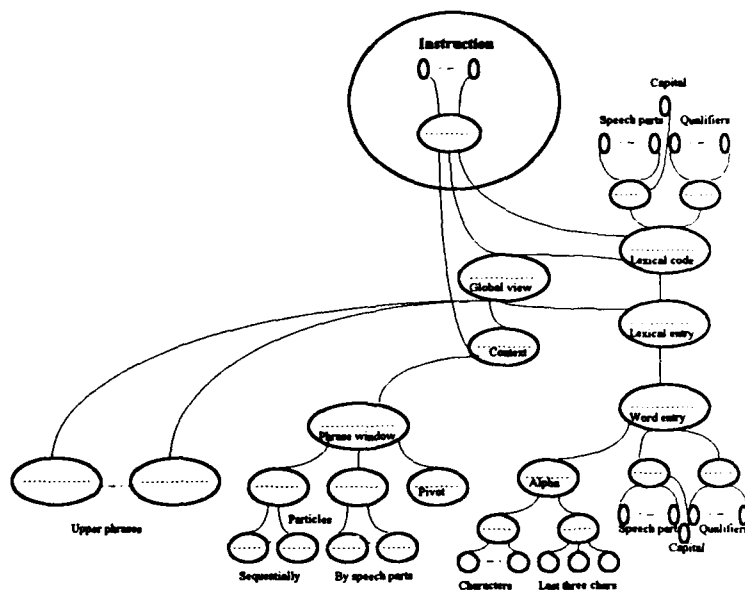 Instruction
Capital
Speech parts
Qualifiers
Lexical code
Global view
Lexical entry
Context
Word entry
Phrase window
Pivot
Alpha
Upper phrases
Particles
Speech parts
Qualifiers
Capital
Sequentially
By speech parts
Characters
Last three chars